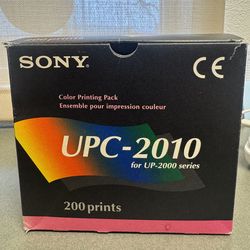 SONY
CE
Color Printing Pack
Ensemble pour impression couleur
UPC-2010
for UP-2000 series
200 prints